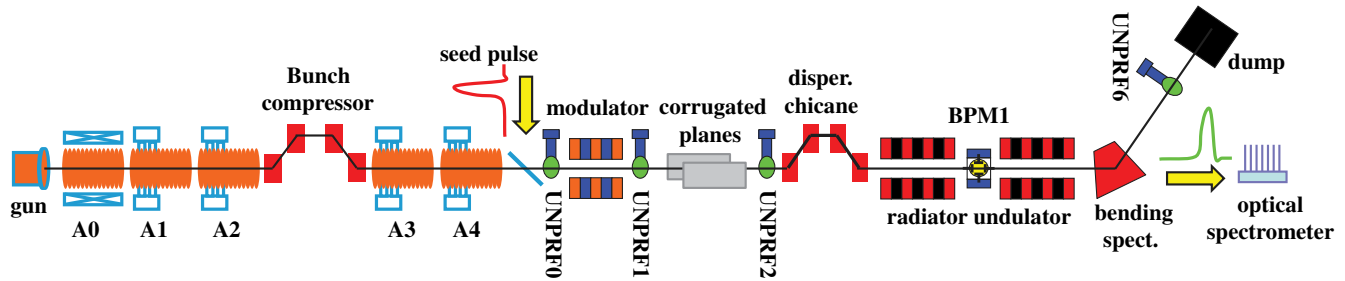 seed pulse
Bunch
compressor
modulator
corrugated
planes
disper.
chicane
BPM1
UNPRF6
dump
gun
A0
A1
A2
A3
A4
UNPRF0
UNPRF1
UNPRF2
radiator undulator
bending
spect.
optical
spectrometer